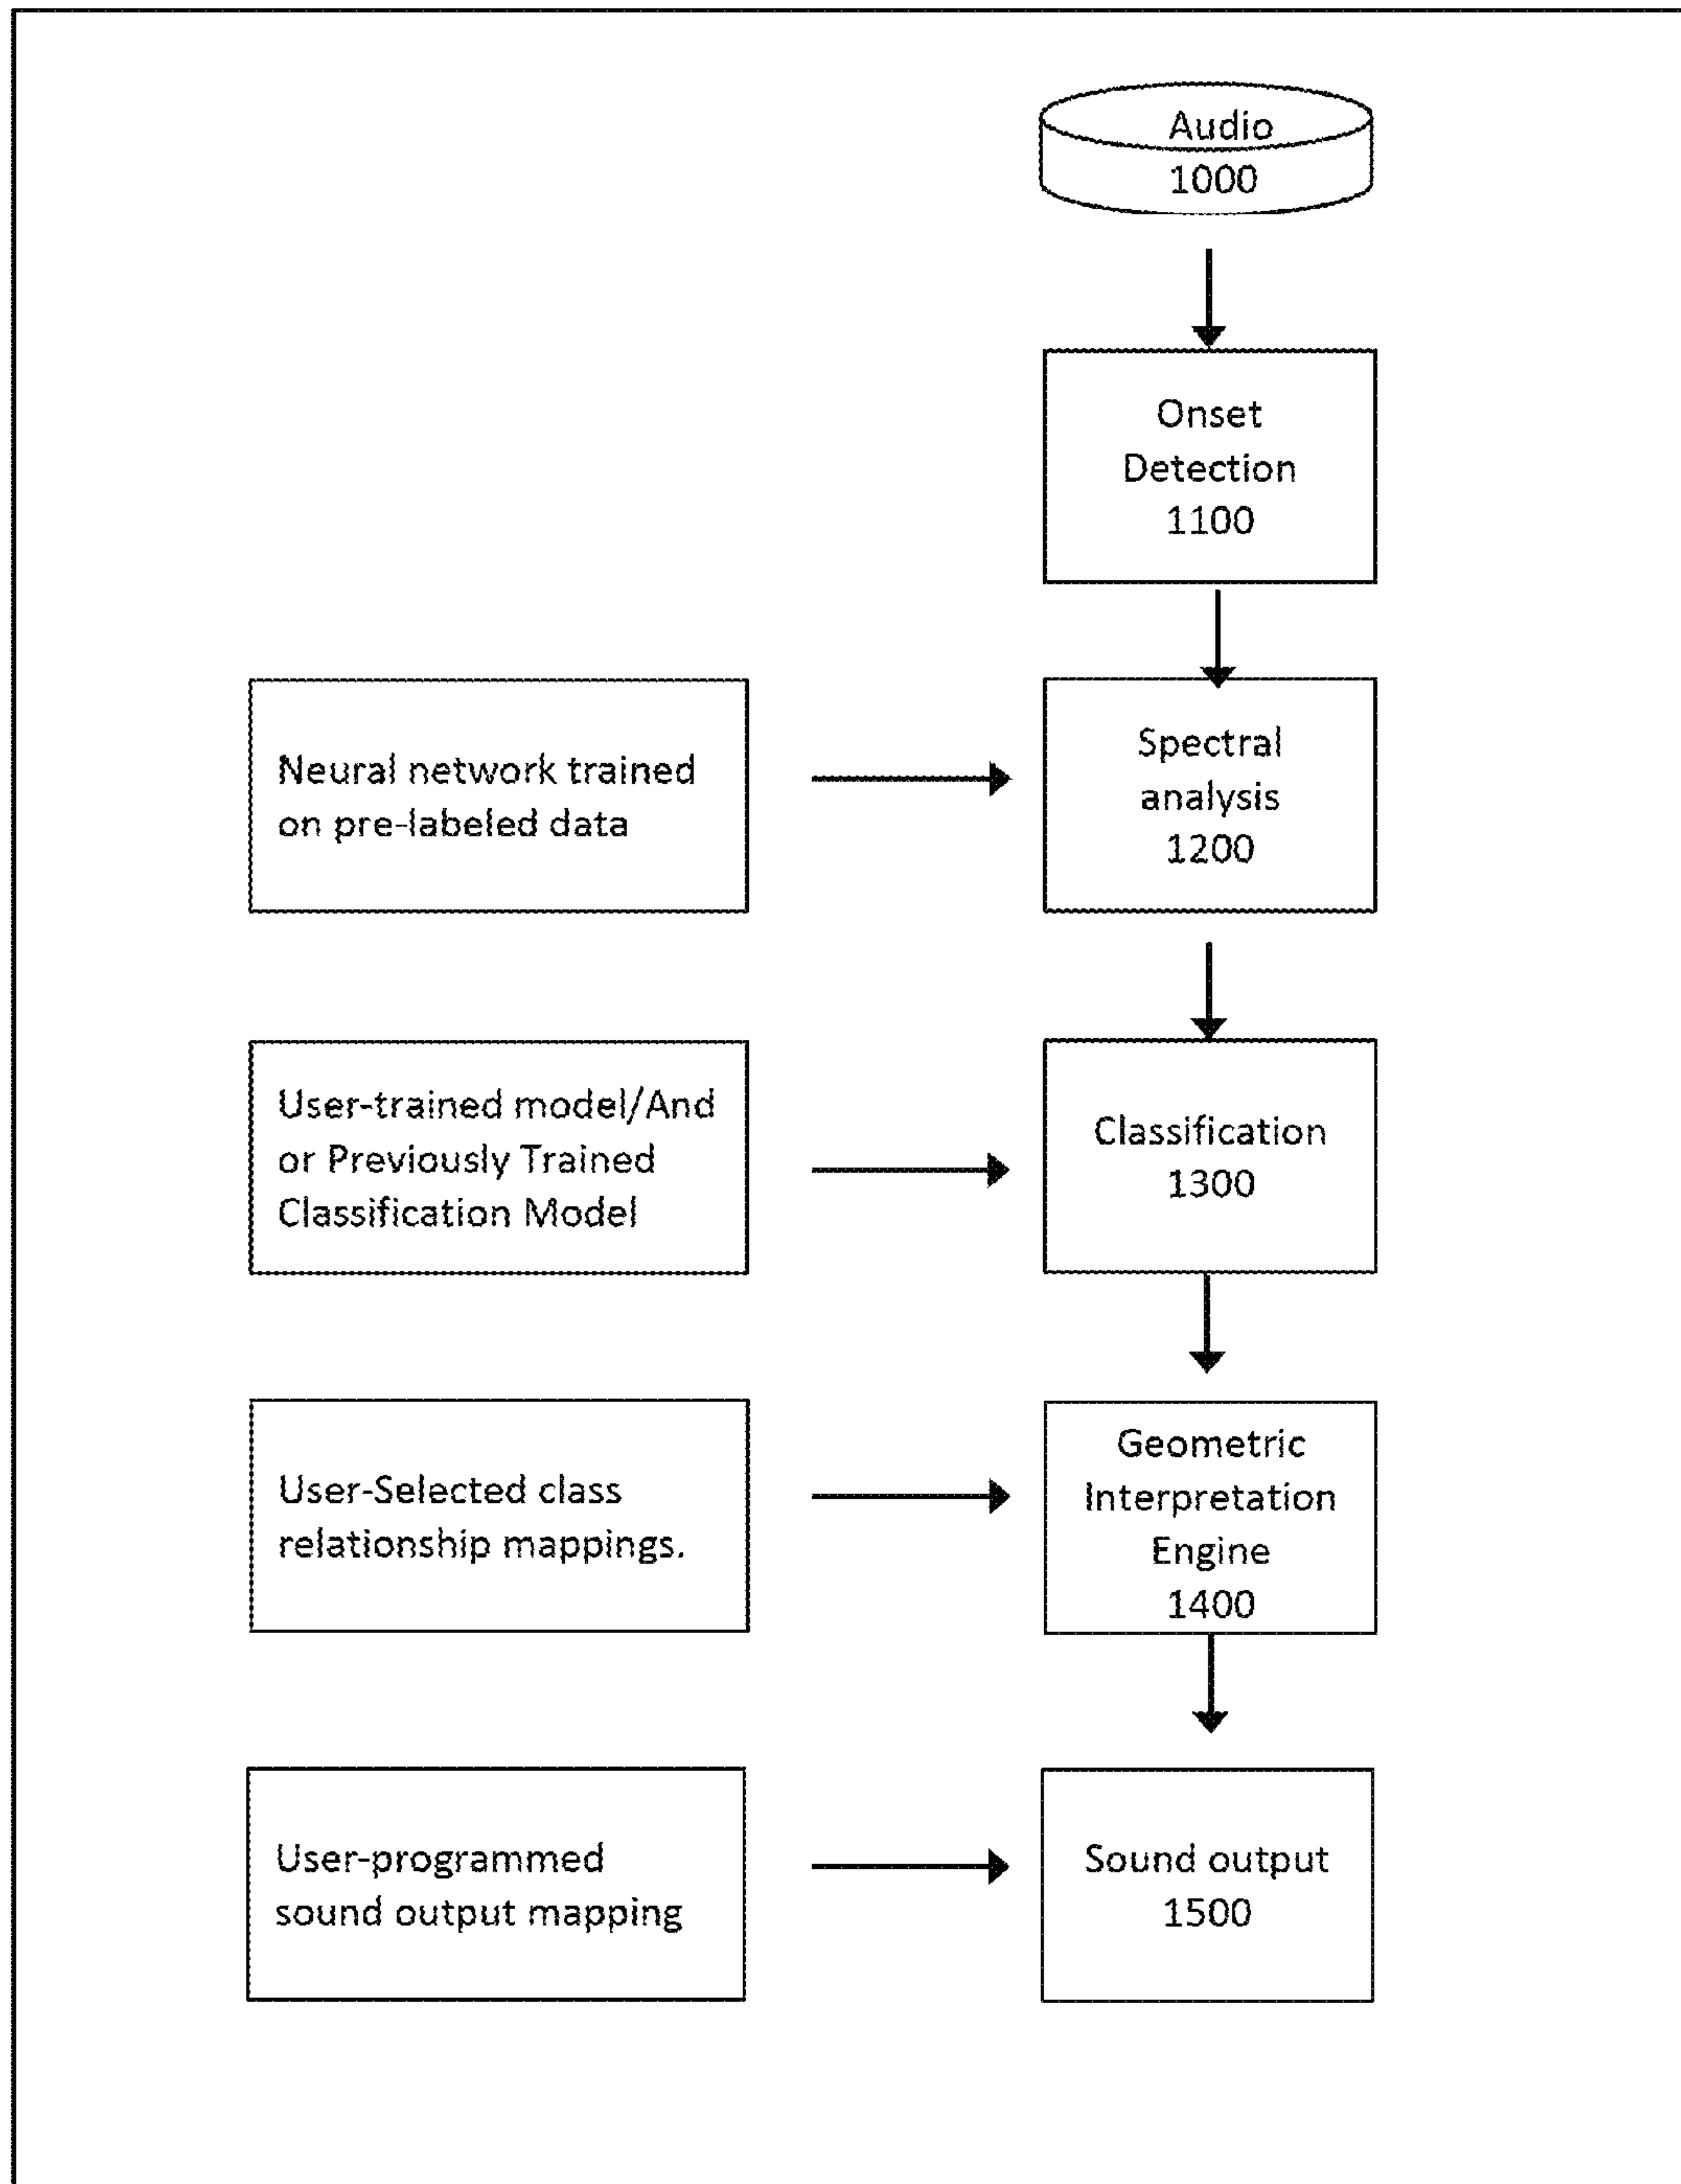 Audio
1000
Onset
Detection
1100
Neural network trained
on pre-labeled data
Spectral
analysis
1200
User-trained model/And
or Previously Trained
Classification Model
Classification
1300
User-Selected class
relationship mappings.
Geometric
Interpretation
Engine
1400
User-programmed
sound output mapping
Sound output
1500